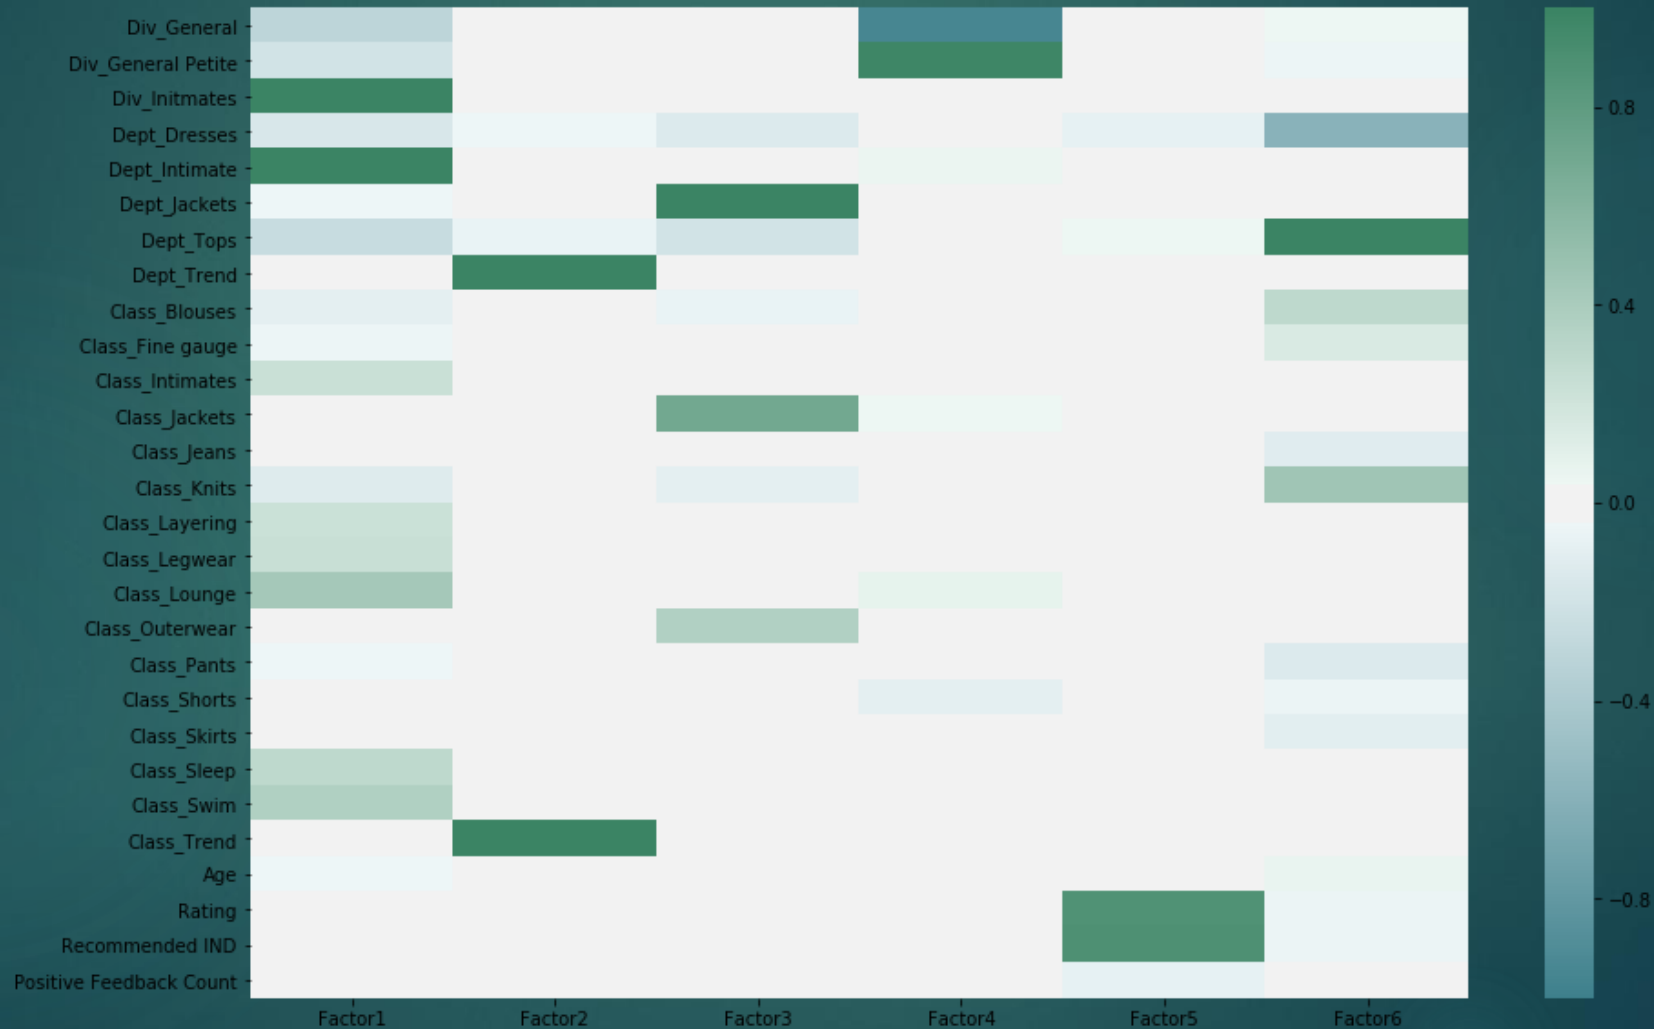 Div_General
Div_General Petite
Div_Initmates
Dept_Dresses
Dept_Intimate
Dept_Jackets
Dept_Tops
Dept_Trend
Class_Blouses
Class_Fine gauge
Class_Intimates
Class_Jackets
Class_Jeans
Class_Knits
Class_Layering
Class_Legwear
Class_Lounge
Class_Outerwear
Class_Pants
Class_Shorts
Class_Skirts
Class_Sleep
Class_Swim
Class_Trend
Age
Rating
Recommended IND
Positive Feedback Count
Factor1 Factor2 Factor3 Factor4 Factor5 Factor6
0.8
0.4
0.0
−0.4
−0.8